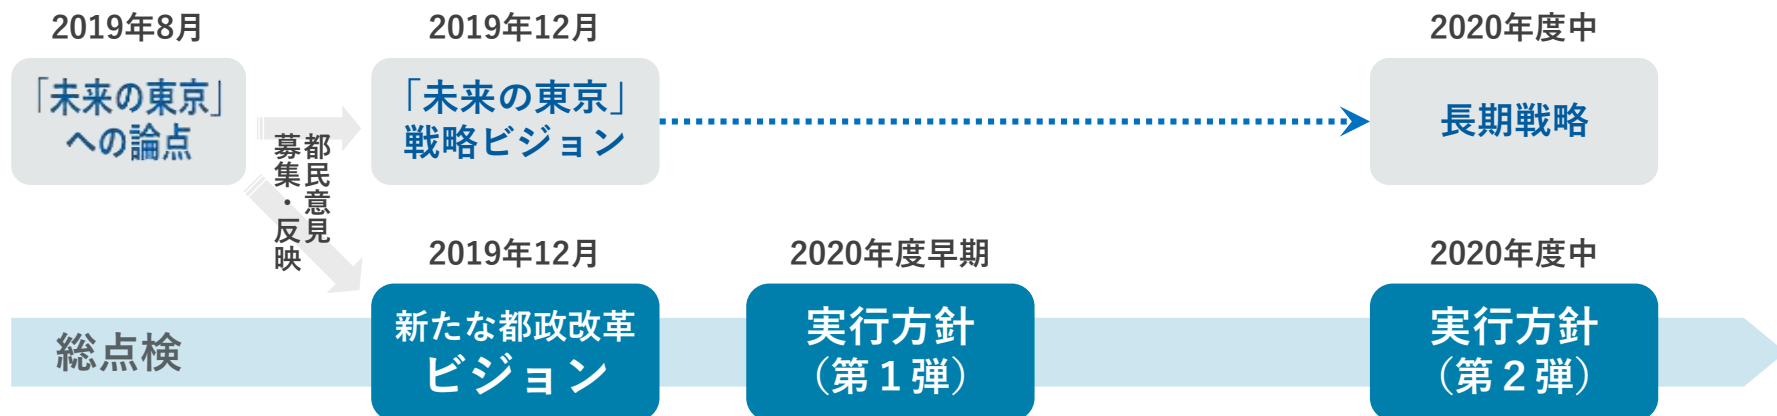 2019年8月
2019年12月
2020年度中
「未来の東京」
への論点
都民意見
募集・反映
「未来の東京」
戦略ビジョン
長期戦略
2019年12月
2020年度早期
2020年度中
総点検
新たな都政改革
ビジョン
実行方針
（第１弾）
実行方針
（第２弾）